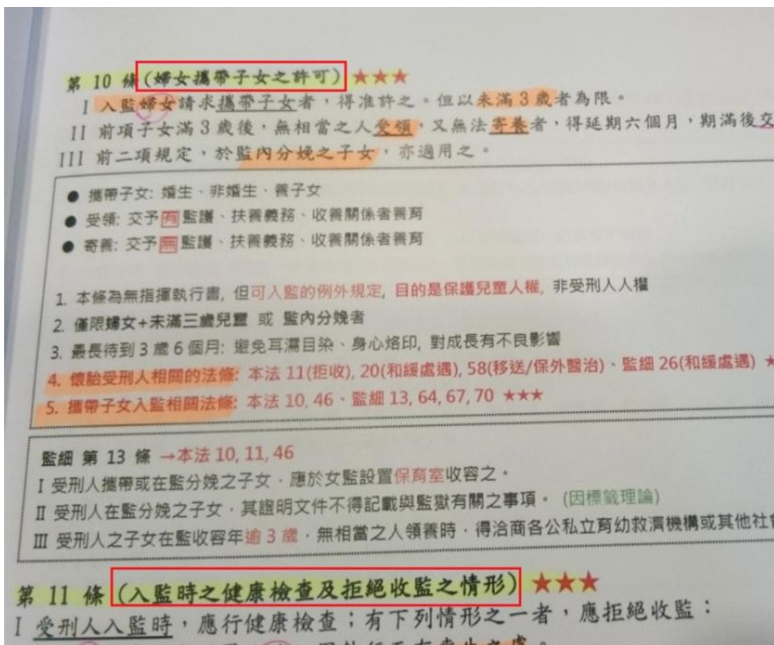 第 10 條 (婦女攜帶子女之許可) ★★★
I 入監婦女請求攜帶子女者，得准許之。但以未滿 3 歲者為限。
II 前項子女滿 3 歲後，無相當之人受領，又無法寄養者，得延期六個月，期滿後交
III 前二項規定，於監內分娩之子女，亦適用之。
● 攜帶子女: 婚生、非婚生、養子女
● 受領: 交予有監護、扶養義務、收養關係者養育
● 寄養: 交予無監護、扶養義務、收養關係者養育
1. 本條為無指揮執行書, 但可入監的例外規定, 目的是保護兒童人權, 非受刑人人權
2. 僅限婦女+未滿三歲兒童 或 監內分娩者
3. 最長待到 3 歲 6 個月: 避免耳濡目染、身心烙印, 對成長有不良影響
4. 懷胎受刑人相關的法條: 本法 11(拒收), 20(和緩處遇), 58(移送/保外醫治)、監細 26(和緩處遇) ★
5. 攜帶子女入監相關法條: 本法 10, 46、監細 13, 64, 67, 70 ★★★
監細 第 13 條 →本法 10, 11, 46
I 受刑人攜帶或在監分娩之子女，應於女監設置保育室收容之。
II 受刑人在監分娩之子女，其證明文件不得記載與監獄有關之事項。 (因標籤理論)
III 受刑人之子女在監收容年逾 3 歲，無相當之人領養時，得洽商各公私立育幼救濟機構或其他社會
第 11 條 (入監時之健康檢查及拒絕收監之情形) ★★★
I 受刑人入監時，應行健康檢查；有下列情形之一者，應拒絕收監：